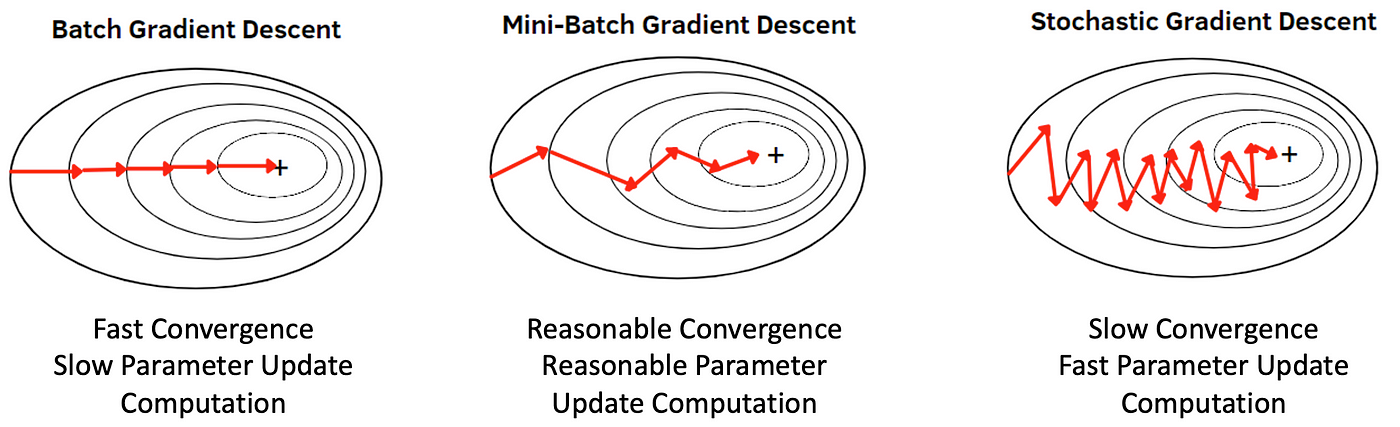 Batch Gradient Descent
Fast Convergence
Slow Parameter Update
Computation
Mini-Batch Gradient Descent
Reasonable Convergence
Reasonable Parameter
Update Computation
Stochastic Gradient Descent
Slow Convergence
Fast Parameter Update
Computation